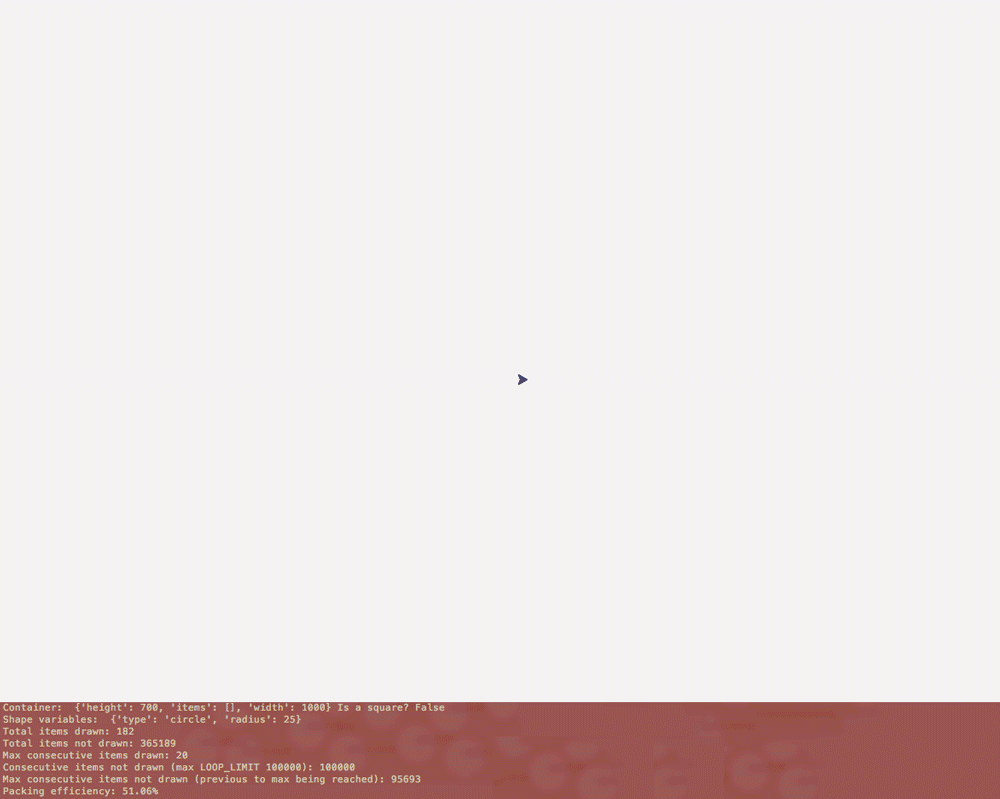 Container:  {'height': 700, 'items': [], 'width': 1000} Is a square? False
Shape variables:  {'type': 'circle', 'radius': 25}
Total items drawn: 182
Total items not drawn: 365189
Max consecutive items drawn: 20
Consecutive items not drawn (max LOOP_LIMIT 100000): 100000
Max consecutive items not drawn (previous to max being reached): 95693
Packing efficiency: 51.06%